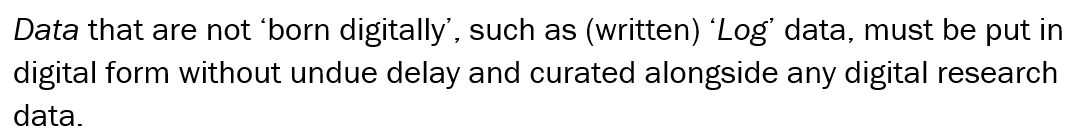 Data that are not ‘born digitally’, such as (written) ‘Log’ data, must be put in
digital form without undue delay and curated alongside any digital research
data.